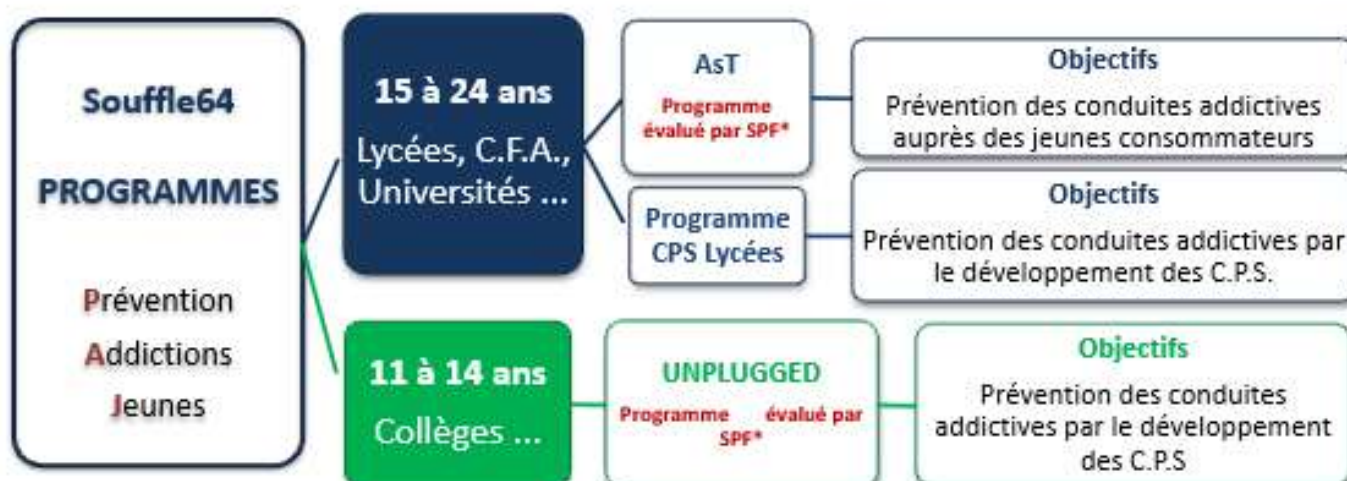 Souffle64
PROGRAMMES
Prévention
Addictions
Jeunes
15 à 24 ans
Lycées, C.F.A.,
Universités ...
AsT
Programme
évalué par SPF*
Objectifs
Prévention des conduites addictives
auprès des jeunes consommateurs
Programme
CPS Lycées
Objectifs
Prévention des conduites addictives par
le développement des C.P.S.
11 à 14 ans
Collèges ...
UNPLUGGED
Programme évalué par
SPF*
Objectifs
Prévention des conduites
addictives par le développement
des C.P.S